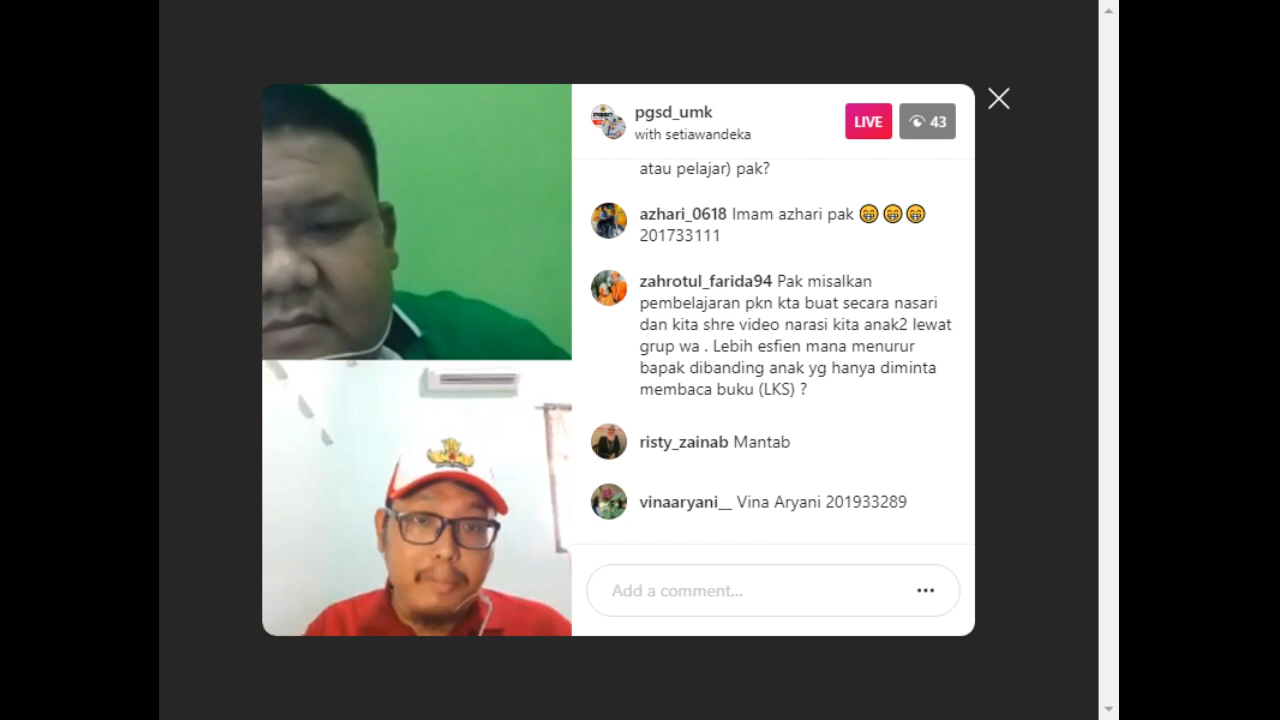 pgsd_umk
with setiawandeka
LIVE
43
atau pelajar) pak?
azhari_0618 Imam azhari pak 😁😁😁
201733111
zahrotul_farida94 Pak misalkan
pembelajaran pkn kta buat secara nasari
dan kita shre video narasi kita anak2 lewat
grup wa . Lebih esfien mana menurur
bapak dibanding anak yg hanya diminta
membaca buku (LKS) ?
risty_zainab Mantab
vinaaryani__ Vina Aryani 201933289
Add a comment...